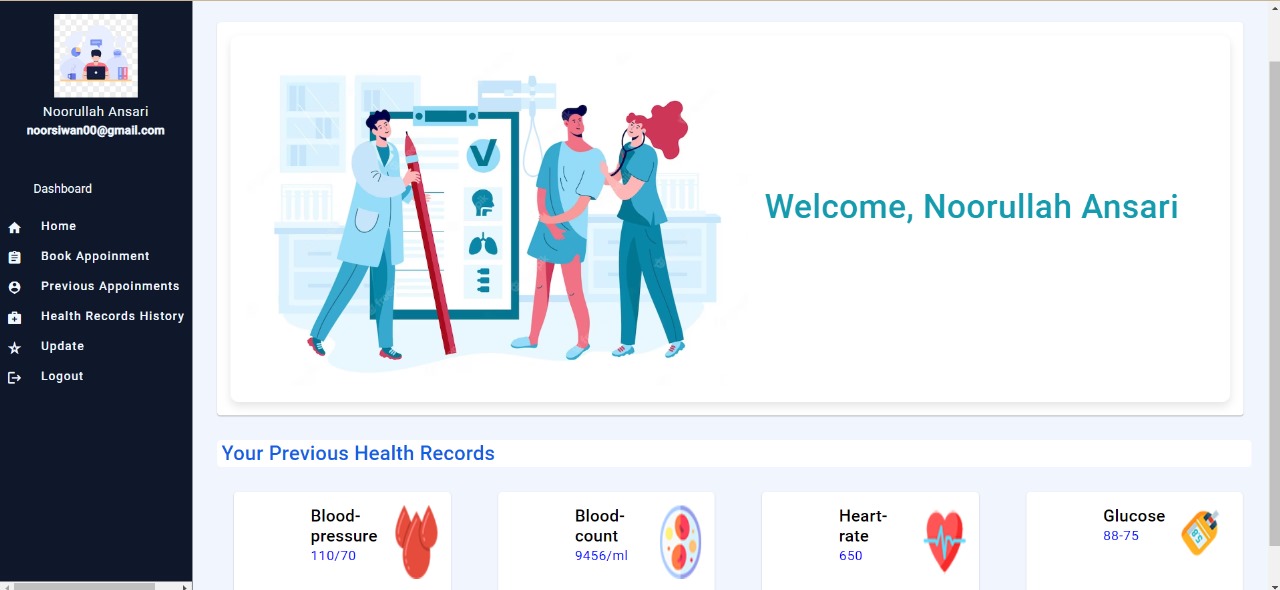 Noorullah Ansari
noorsiwan00@gmail.com
Dashboard
Home
Book Appoinment
Previous Appoinments
Health Records History
Update
Logout
Welcome, Noorullah Ansari
Your Previous Health Records
Blood-
pressure
110/70
Blood-
count
9456/ml
Heart-
rate
650
Glucose
88-75